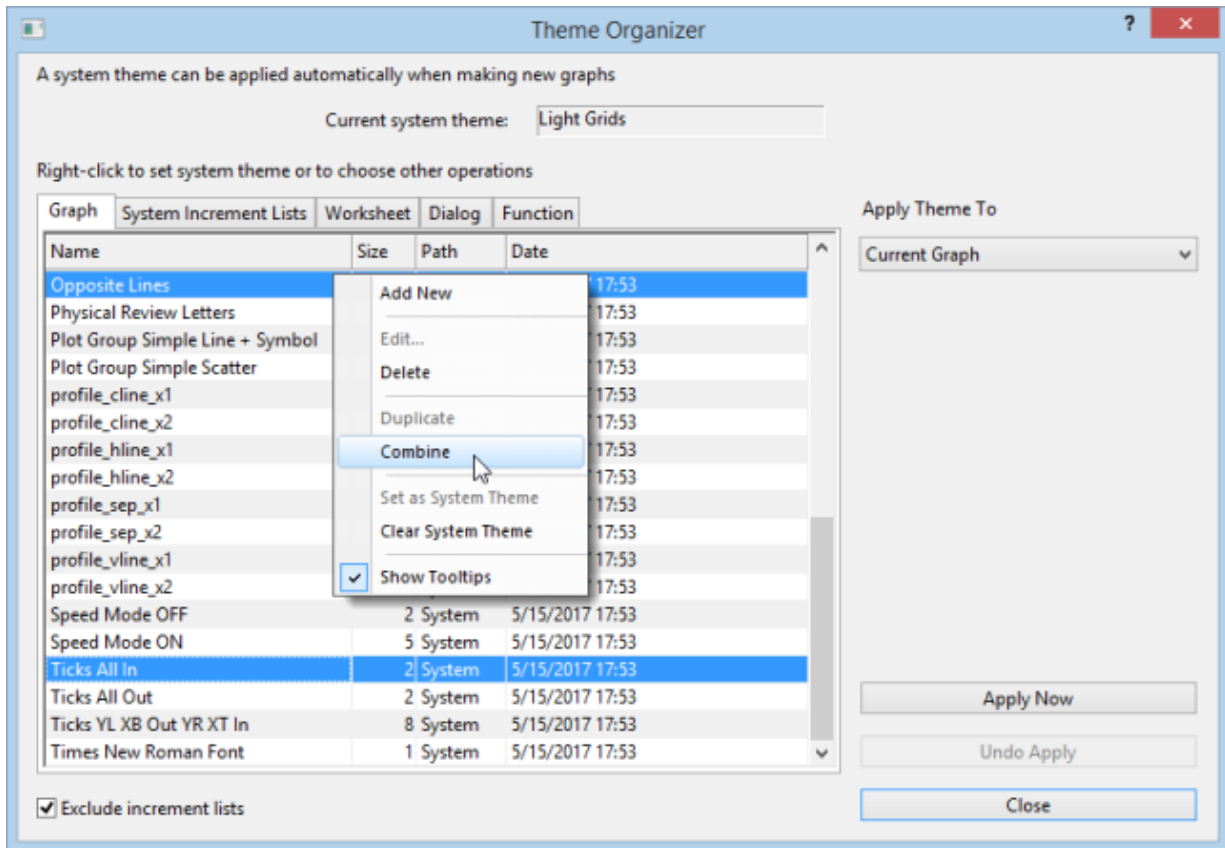 Theme Organizer
?
A system theme can be applied automatically when making new graphs
Current system theme: Light Grids
Right-click to set system theme or to choose other operations
Graph System Increment Lists Worksheet Dialog Function
Apply Theme To
Name Size Path Date
Current Graph
Opposite Lines 17:53
Physical Review Letters 17:53
Plot Group Simple Line + Symbol 17:53
Plot Group Simple Scatter 17:53
profile_cline_x1
profile_cline_x2 17:53
profile_hline_x1 17:53
profile_hline_x2 17:53
profile_sep_x1 17:53
profile_sep_x2 17:53
profile_vline_x1 17:53
profile_vline_x2 17:53
Add New
Edit...
Delete
Duplicate
Combine
Set as System Theme
Clear System Theme
Show Tooltips
Speed Mode OFF 2 System 5/15/2017 17:53
Speed Mode ON 5 System 5/15/2017 17:53
Ticks All In 2 System 5/15/2017 17:53
Ticks All Out 2 System 5/15/2017 17:53
Ticks YL XB Out YR XT In 8 System 5/15/2017 17:53
Times New Roman Font 1 System 5/15/2017 17:53
Apply Now
Undo Apply
Exclude increment lists
Close